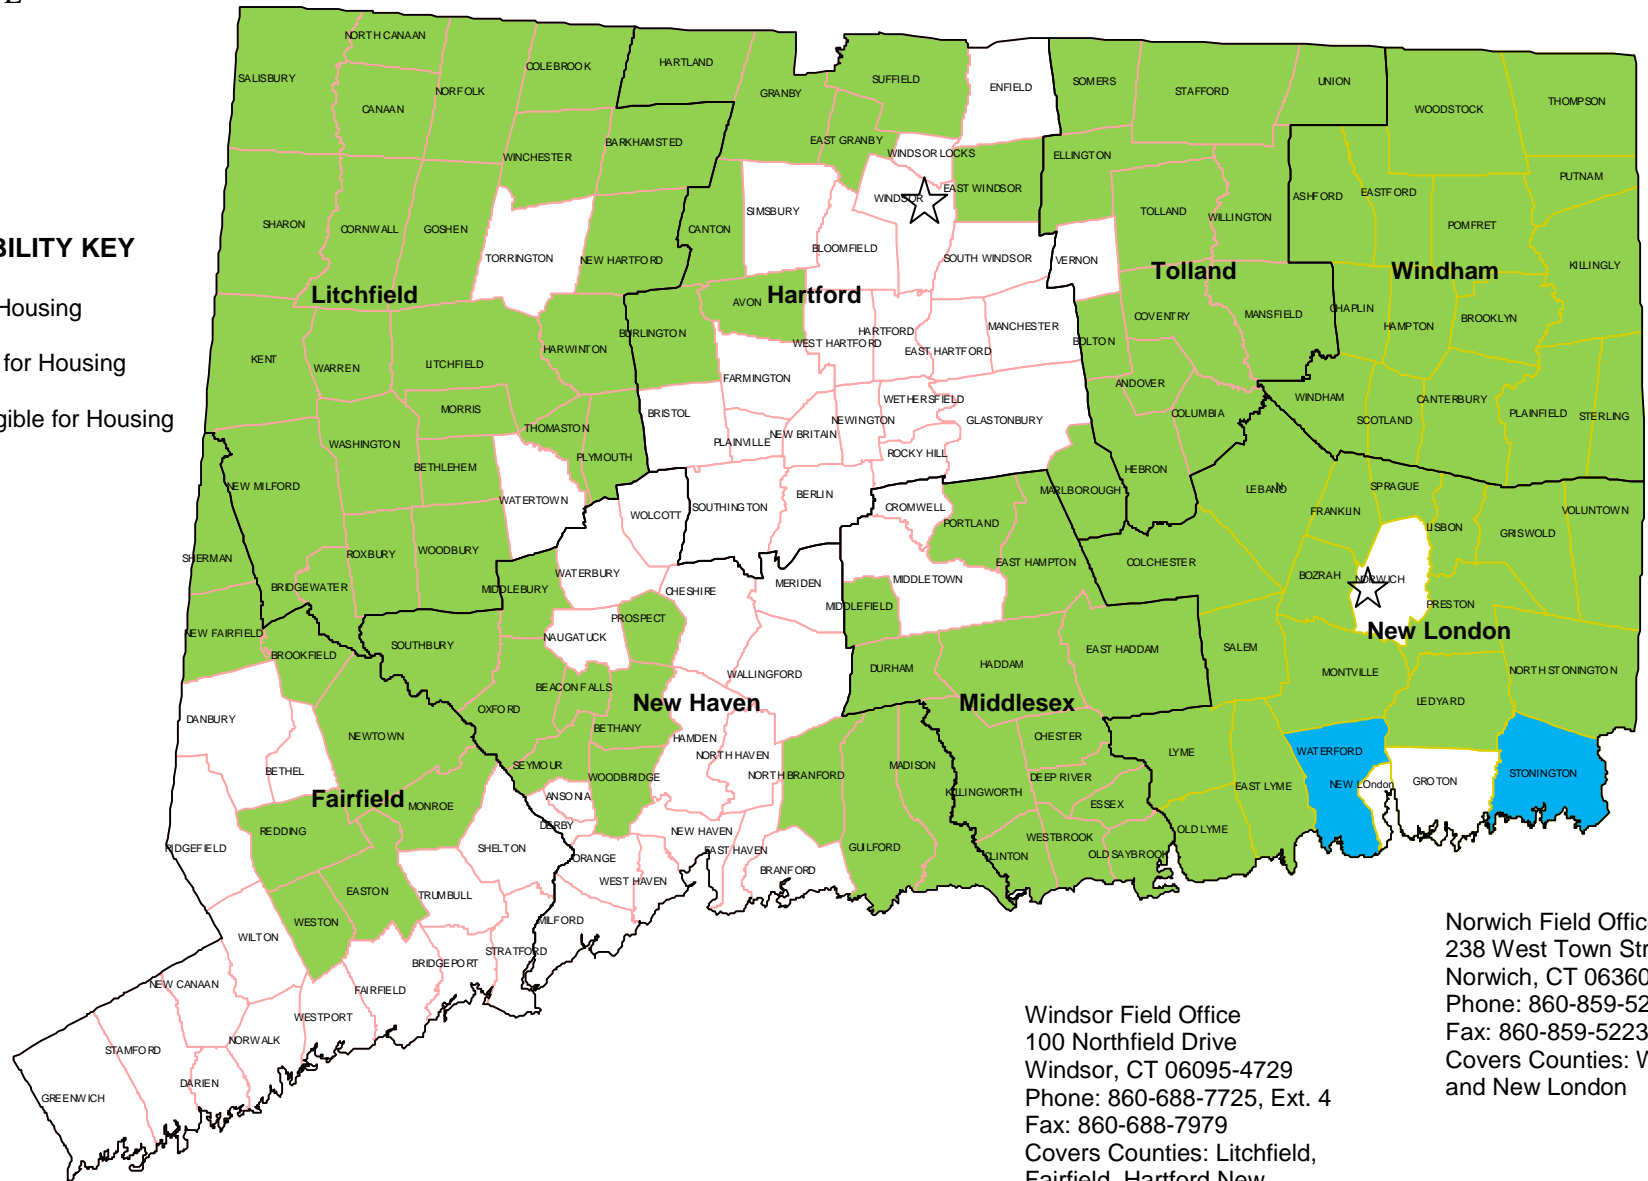 BILITY KEY
Housing
for Housing
gible for Housing
NORTH CANAAN
SALISBURY
CANAAN
NORFOLK
COLEBROOK
HARTLAND
GRANBY
SUFFIELD
ENFIELD
SOMERS
STAFFORD
UNION
WOODSTOCK
THOMPSON
WINCHESTER
BARKHAMSTED
EAST GRANBY
WINDSOR LOCKS
ELLINGTON
PUTNAM
SHARON
CORNWALL
GOSHEN
TORRINGTON
NEW HARTFORD
CANTON
SIMSBURY
BLOOMFIELD
WINDSOR
EAST WINDSOR
SOUTH WINDSOR
VERNON
TOLLAND
WILLINGTON
ASHFORD
EASTFORD
POMFRET
KILLINGLY
Litchfield
Hartford
Tolland
Windham
AVON
BURLINGTON
HARTFORD
WEST HARTFORD
EAST HARTFORD
MANCHESTER
BOLTON
COVENTRY
MANSFIELD
CHAPLIN
HAMPTON
BROOKLYN
KENT
WARREN
LITCHFIELD
HARWINTON
FARMINGTON
ANDOVER
MORRIS
BRISTOL
PLAINVILLE
NEW BRITAIN
NEWINGTON
WETHERSFIELD
GLASTONBURY
COLUMBIA
WINDHAM
SCOTLAND
CANTERBURY
PLAINFIELD
STERLING
WASHINGTON
THOMASTON
PLYMOUTH
BETHLEHEM
ROCKY HILL
HEBRON
NEW MILFORD
WATERTOWN
WOLCOTT
SOUTHINGTON
BERLIN
CROMWELL
PORTLAND
MARLBOROUGH
LEBANON
SPRAGUE
FRANKLIN
LISBON
GRISWOLD
VOLUNTOWN
SHERMAN
ROXBURY
WOODBURY
BRIDGEWATER
MIDDLEBURY
WATERBURY
CHESHIRE
MERIDEN
MIDDLETOWN
EAST HAMPTON
COLCHESTER
BOZRAH
NORWICH
PRESTON
MIDDLEFIELD
NEW FAIRFIELD
BROOKFIELD
SOUTHBURY
NAUGATUCK
PROSPECT
New London
WALLINGFORD
DURHAM
HADDAM
EAST HADDAM
SALEM
MONTVILLE
NORTH STONINGTON
LEDYARD
BEACON FALLS
New Haven
Middlesex
DANBURY
NEWTOWN
OXFORD
BETHANY
HAMDEN
NORTH HAVEN
CHESTER
LYME
WATERFORD
BETHEL
SEYMOUR
WOODBRIDGE
NORTH BRANFORD
MADISON
DEEP RIVER
KILLINGWORTH
EAST LYME
NEW LOndon
GROTON
STONINGTON
Fairfield
MONROE
ANSONIA
ESSEX
REDDING
DERBY
NEW HAVEN
WESTBROOK
OLD LYME
RIDGEFIELD
SHELTON
ORANGE
EAST HAVEN
GUILFORD
CLINTON
OLD SAYBROOK
EASTON
TRUMBULL
WEST HAVEN
BRANFORD
WESTON
MILFORD
WILTON
STRATFORD
BRIDGEPORT
NEW CANAAN
FAIRFIELD
WESTPORT
NORWALK
STAMFORD
DARIEN
GREENWICH
Windsor Field Office
100 Northfield Drive
Windsor, CT 06095-4729
Phone: 860-688-7725, Ext. 4
Fax: 860-688-7979
Covers Counties: Litchfield,
Fairfield, Hartford New
Norwich Field Offic
238 West Town Str
Norwich, CT 06360
Phone: 860-859-52
Fax: 860-859-5223
Covers Counties: W
and New London